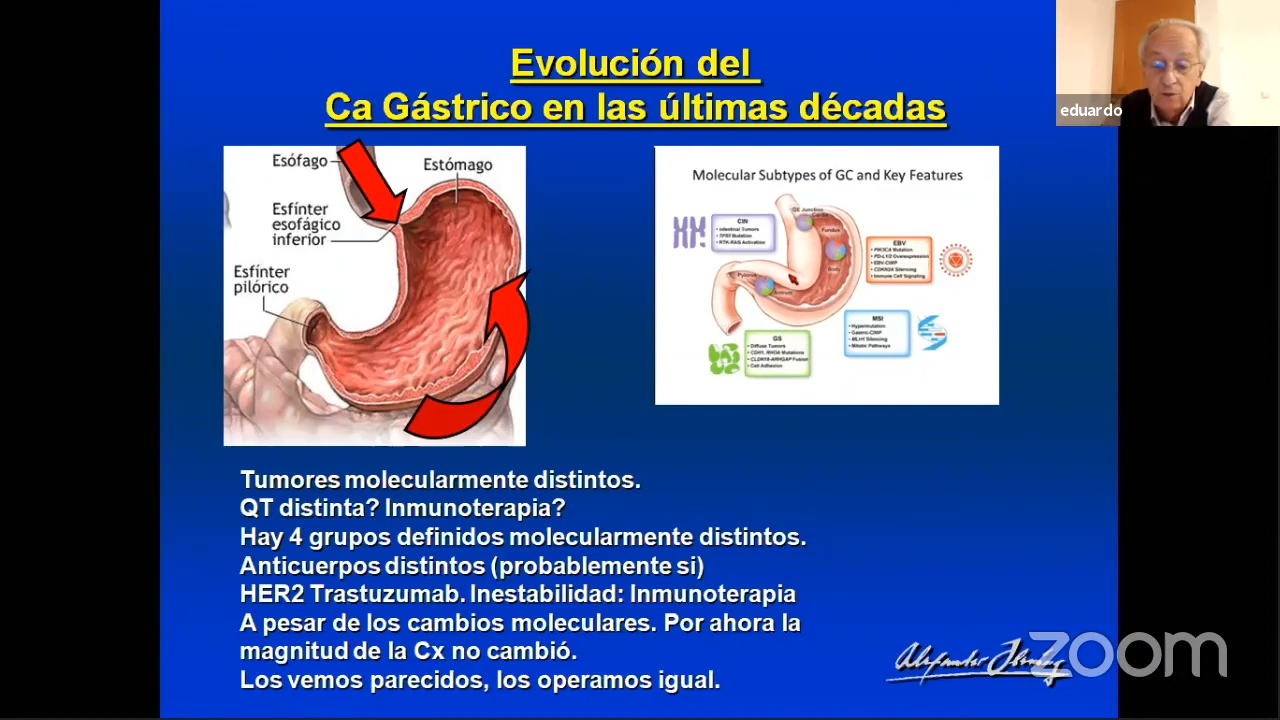 Evolución del
Ca Gástrico en las últimas décadas
eduardo
Esófago
Estómago
Esfínter
esofágico
inferior
Esfínter
pilórico
Molecular Subtypes of GC and Key Features
GE Junction
Cardia
Fundus
Body
Pylorus
Antrum
CIN
• Intestinal Tumors
• TP53 Mutation
• RTK-RAS Activation
EBV
• PIK3CA Mutation
• PD-L1/2 Overexpression
• EBV-CIMP
• CDKN2A Silencing
• Immune Cell Signaling
MSI
• Hypermutation
• Gastric-CIMP
• MLH1 Silencing
• Mitotic Pathways
GS
• Diffuse Tumors
• CDH1, RHOA Mutations
• CLDN18-ARHGAP Fusion
• Cell Adhesion
Tumores molecularmente distintos.
QT distinta? Inmunoterapia?
Hay 4 grupos definidos molecularmente distintos.
Anticuerpos distintos (probablemente si)
HER2 Trastuzumab. Inestabilidad: Inmunoterapia
A pesar de los cambios moleculares. Por ahora la
magnitud de la Cx no cambió.
Los vemos parecidos, los operamos igual.
zoom